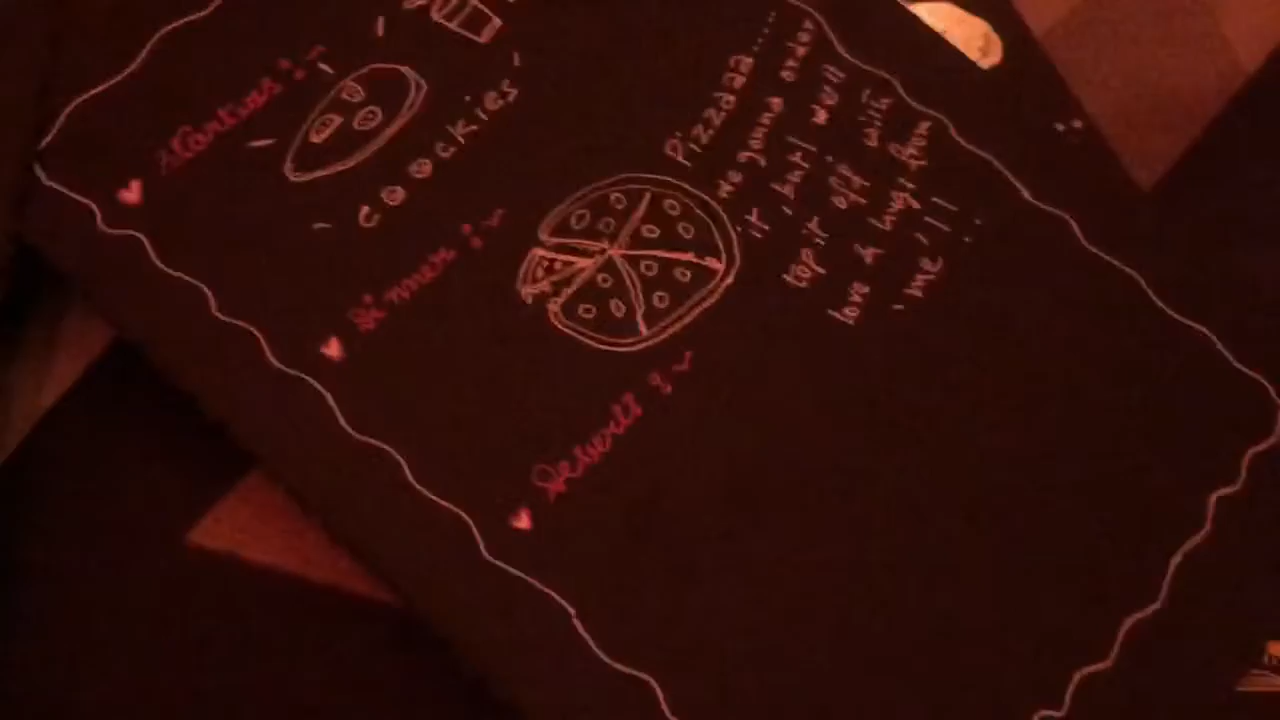 starters :-
cookies
dinner :-
Pizzaaa.....
we gonna order
it, but! we'll
top it off with
love & hugs from
'me'!!
Desserts :-